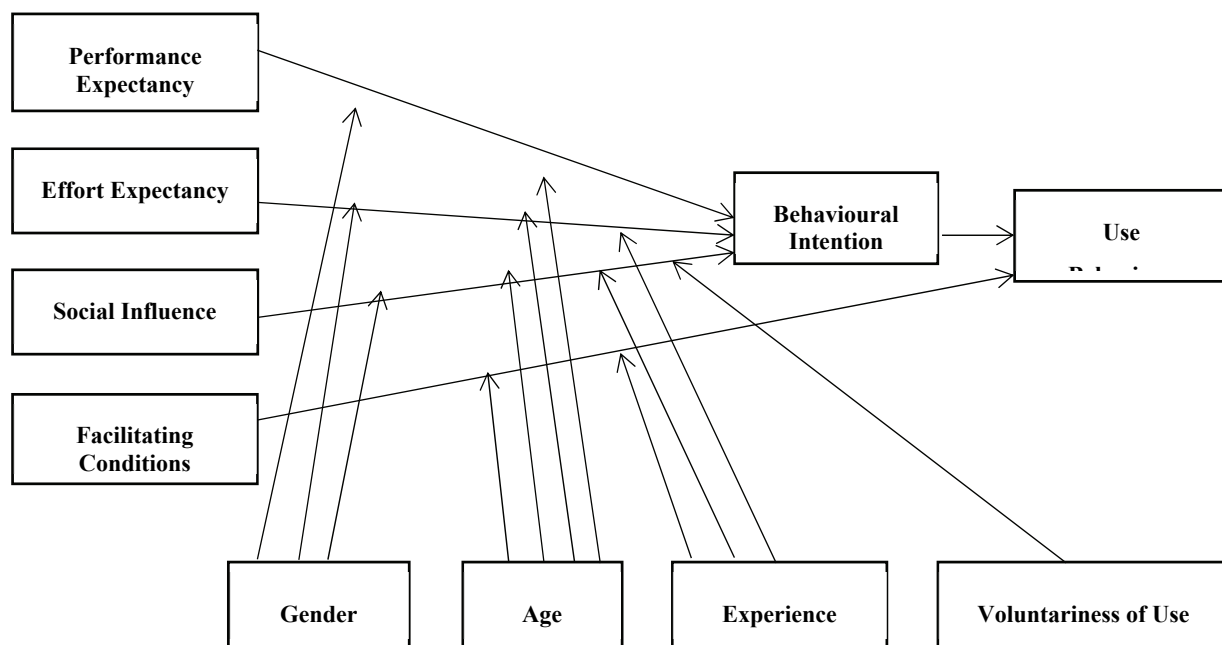 Performance
Expectancy
Effort Expectancy
Social Influence
Facilitating
Conditions
Behavioural
Intention
Use
Gender
Age
Experience
Voluntariness of Use